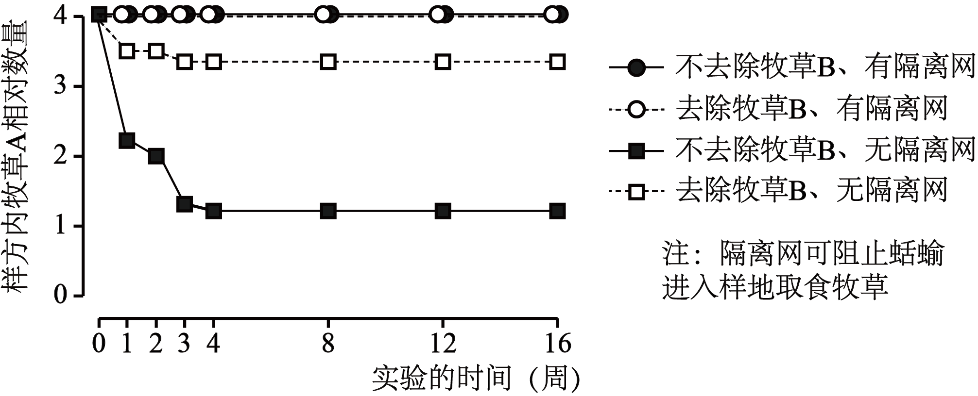 样方内牧草A相对数量
4
3
2
1
0
0 1 2 3 4 8 12 16
实验的时间（周）
不去除牧草B、有隔离网
去除牧草B、有隔离网
不去除牧草B、无隔离网
去除牧草B、无隔离网
注：隔离网可阻止蛞蝓
进入样地取食牧草